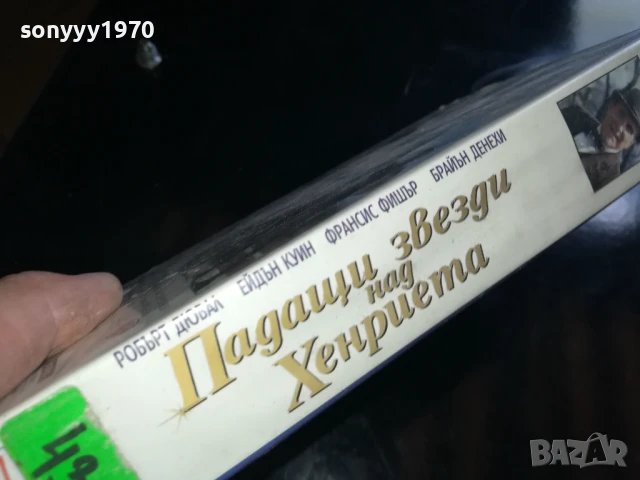 sonyyy1970
РОБЪРТ ДЮВАЛ ЕЙДЪН КУИН ФРАНСИС ФИШЪР БРАЙЪН ДЕНЕХИ
Падащи звезди
над
Хенриета
BAZAR